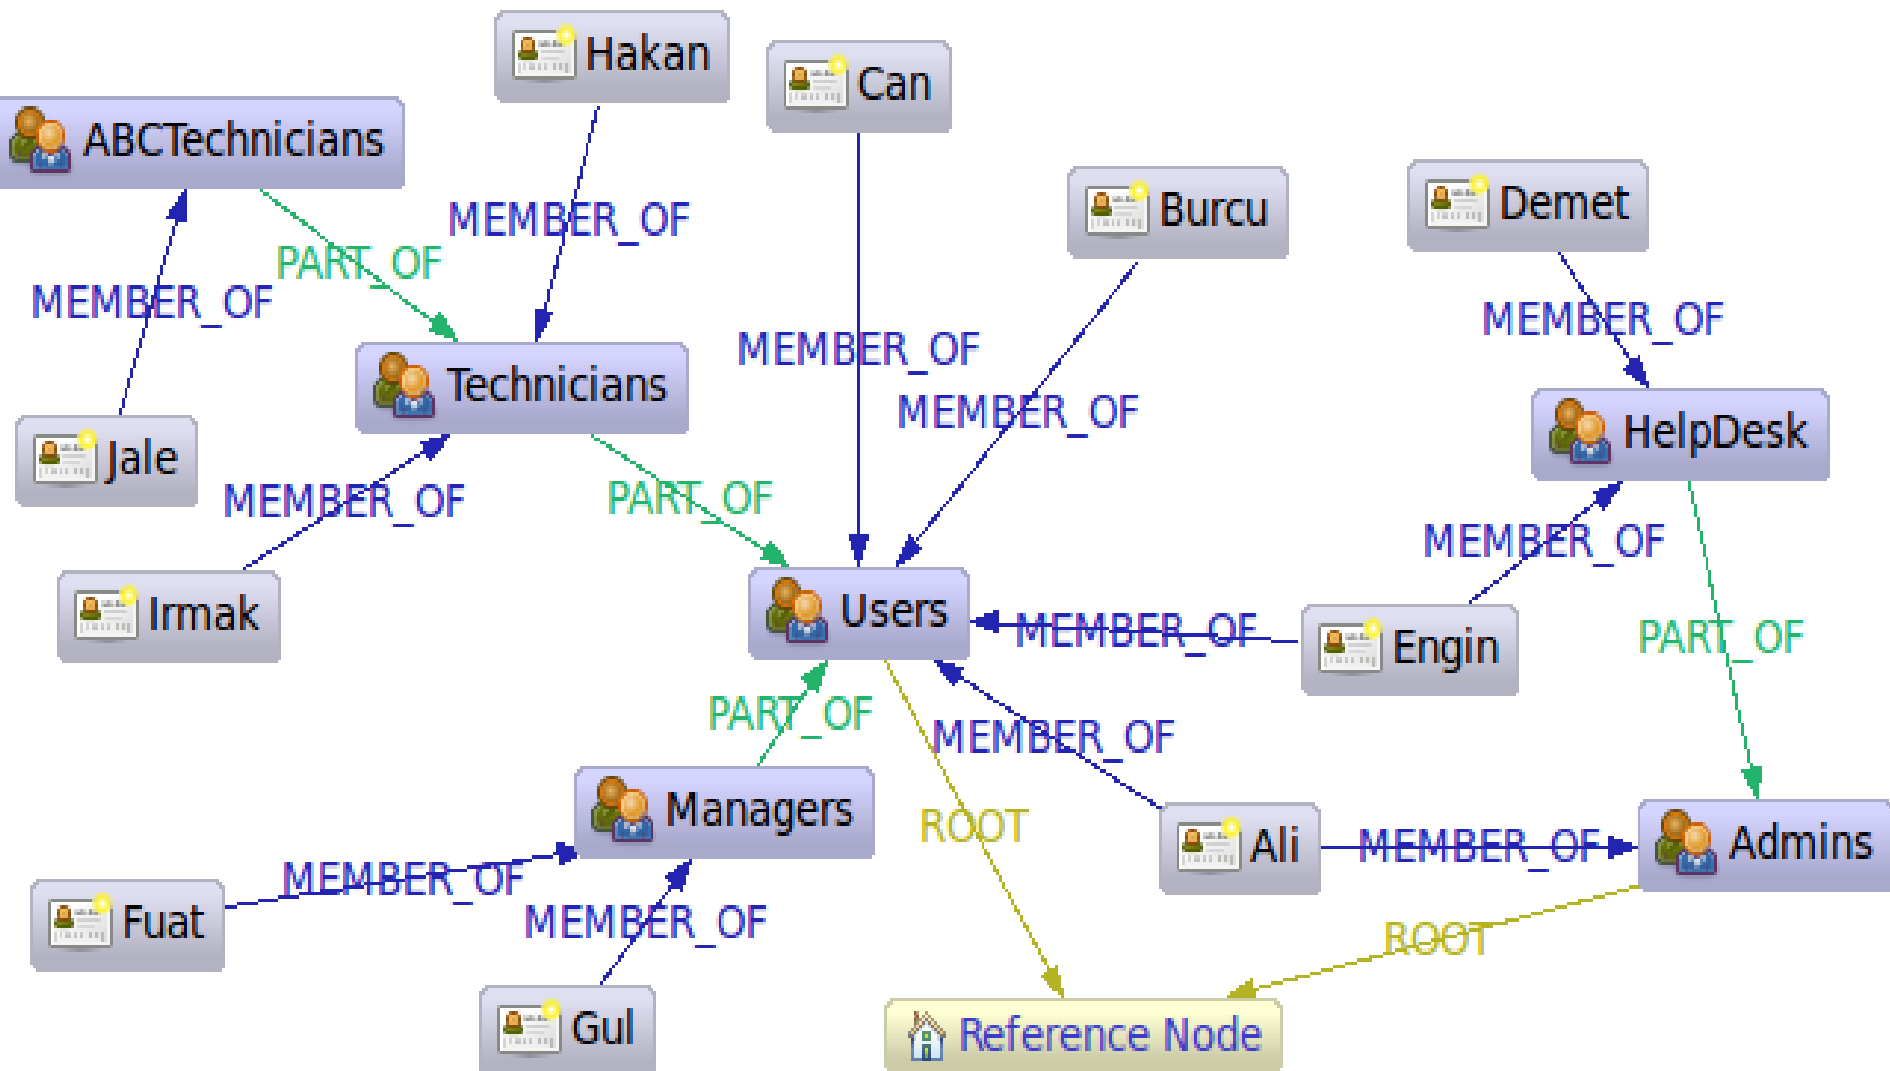 Hakan
Can
ABCTechnicians
Burcu
Demet
MEMBER_OF
PART_OF
MEMBER_OF
MEMBER_OF
MEMBER_OF
Technicians
MEMBER_OF
MEMBER_OF
HelpDesk
Jale
MEMBER_OF
PART_OF
MEMBER_OF
Irmak
Users
MEMBER_OF
Engin
PART_OF
PART_OF
MEMBER_OF
Managers
ROOT
Ali
MEMBER_OF
Admins
MEMBER_OF
Fuat
MEMBER_OF
ROOT
Gul
Reference Node